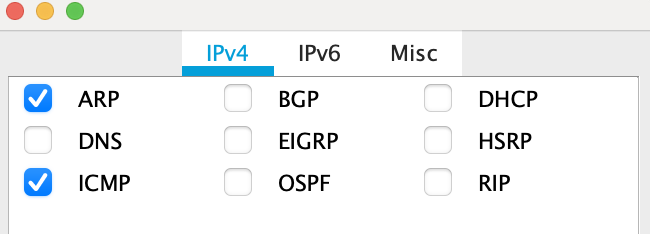 IPv4 IPv6 Misc
ARP BGP DHCP
DNS EIGRP HSRP
ICMP OSPF RIP